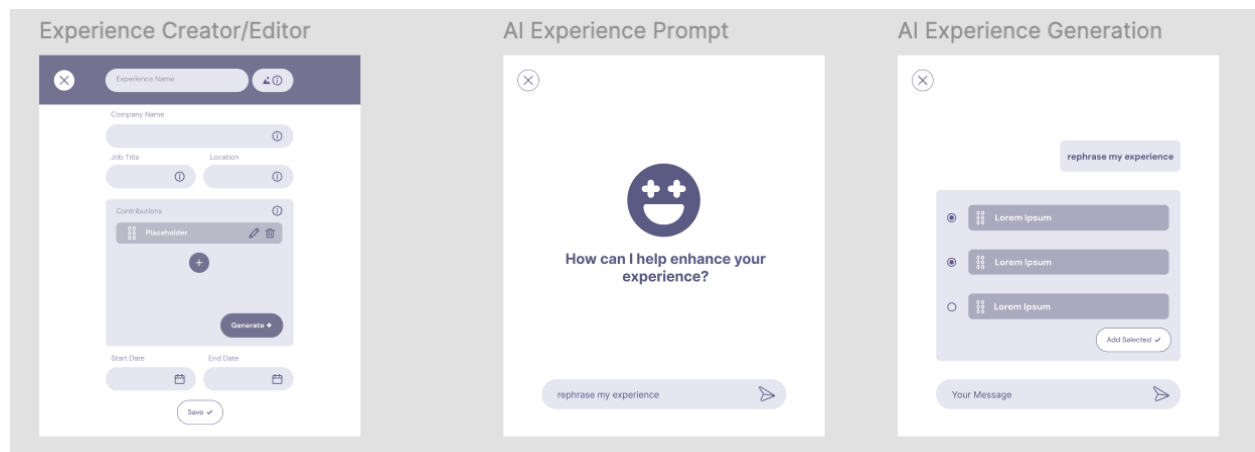 Experience Creator/Editor
Experience Name
Company Name
Job Title
Location
Contributions
Placeholder
Generate
Start Date
End Date
Save
AI Experience Prompt
How can I help enhance your
experience?
rephrase my experience
AI Experience Generation
rephrase my experience
Lorem Ipsum
Lorem Ipsum
Lorem Ipsum
Add Selected
Your Message